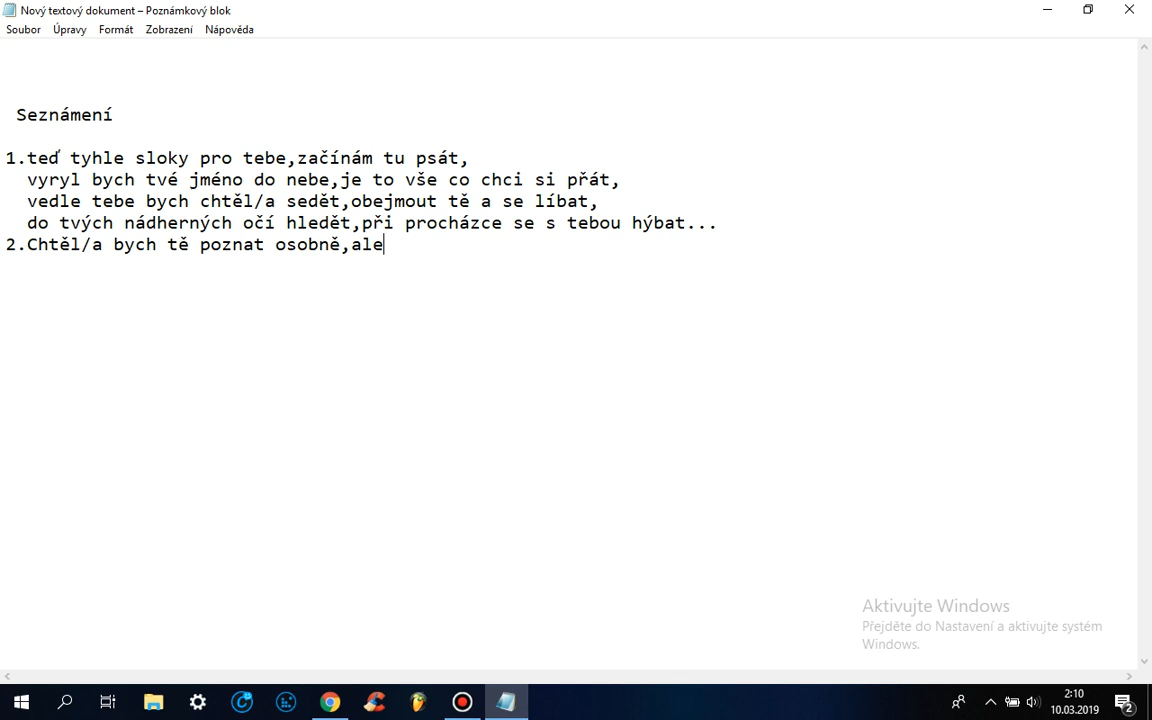 Nový textový dokument – Poznámkový blok
Soubor Úpravy Formát Zobrazení Nápověda
Seznámení
1.teď tyhle sloky pro tebe,začínám tu psát,
vyryl bych tvé jméno do nebe,je to vše co chci si přát,
vedle tebe bych chtěl/a sedět,obejmout tě a se líbat,
do tvých nádherných očí hledět,při procházce se s tebou hýbat...
2.Chtěl/a bych tě poznat osobně,ale
Aktivujte Windows
Přejděte do Nastavení a aktivujte systém
Windows.
2:10
10.03.2019
2